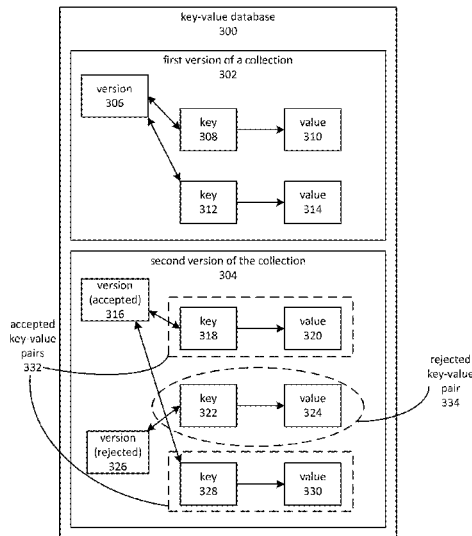 key-value database
300
first version of a collection
302
version
306
key
308
value
310
key
312
value
314
second version of the collection
304
version
(accepted)
316
accepted
key-value
pairs
332
key
318
value
320
rejected
key-value
pair
334
key
322
value
324
version
(rejected)
326
key
328
value
330